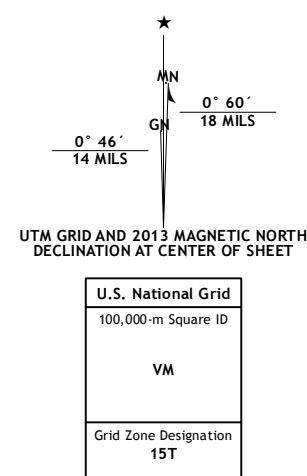 ★
MN
0° 60´
18 MILS
GN
0° 46´
14 MILS
UTM GRID AND 2013 MAGNETIC NORTH
DECLINATION AT CENTER OF SHEET
U.S. National Grid
100,000-m Square ID
VM
Grid Zone Designation
15T